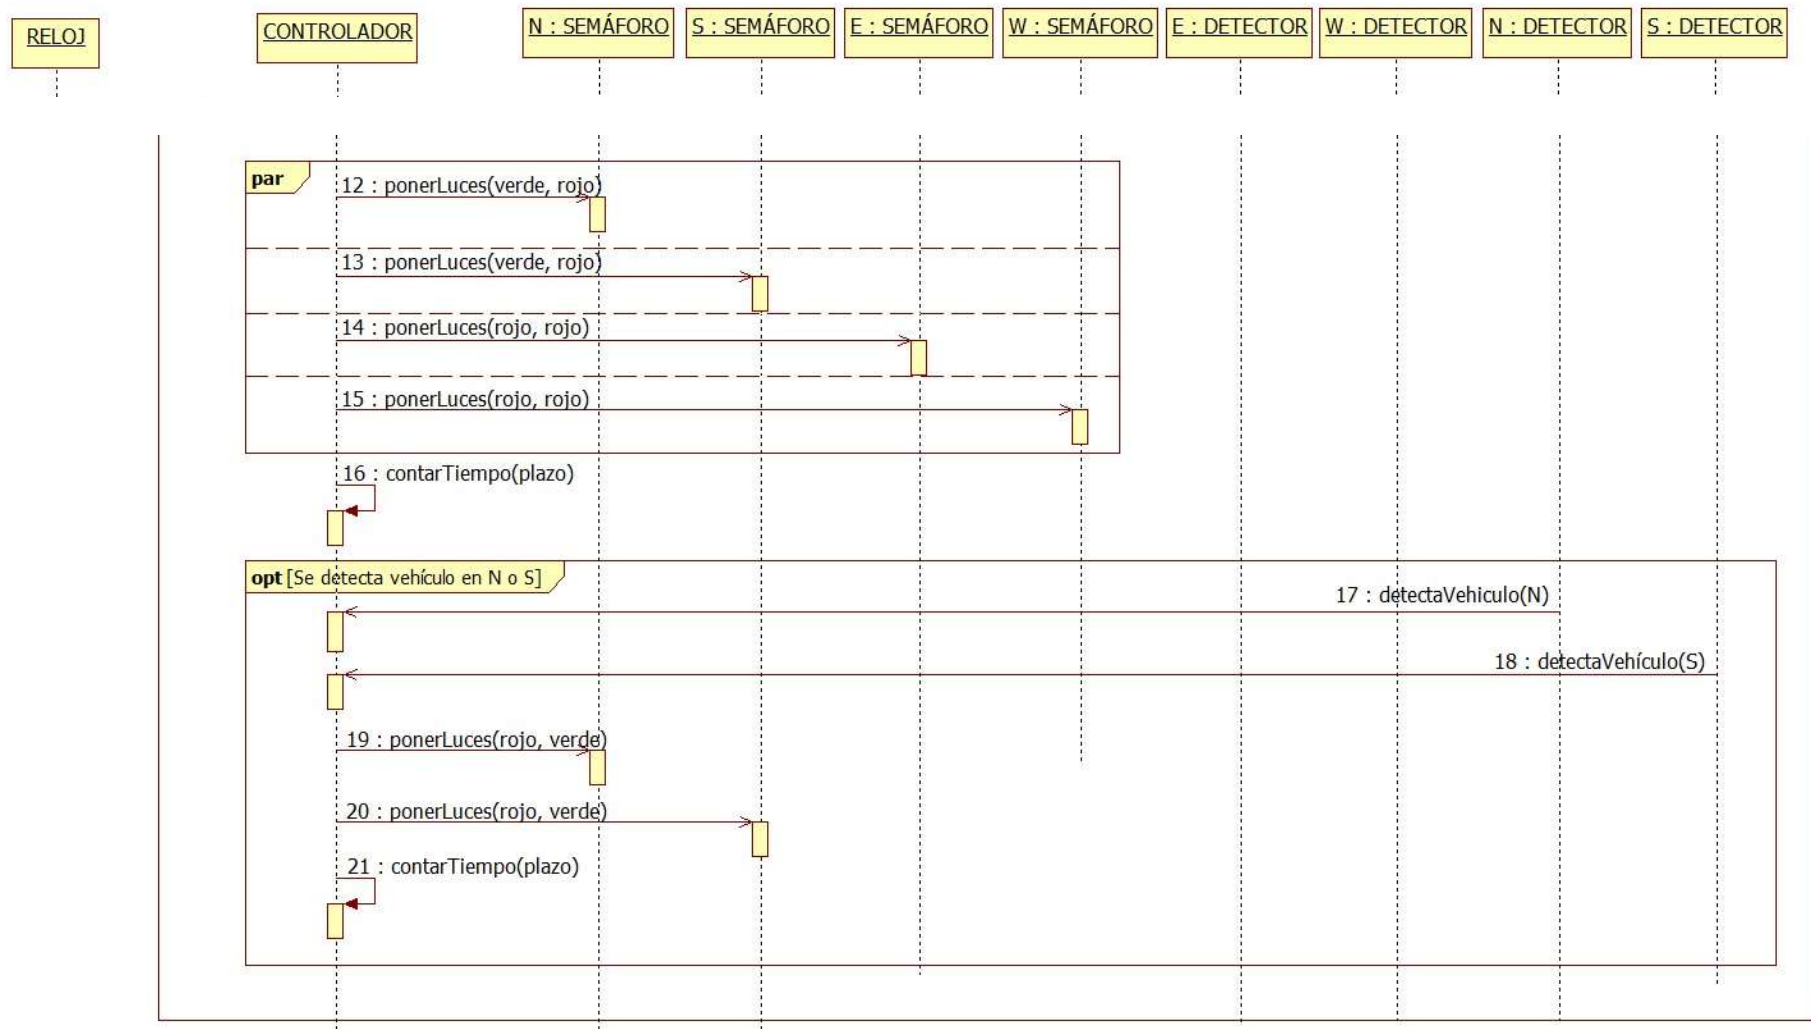 RELOJ
CONTROLADOR
N : SEMÁFORO
S : SEMÁFORO
E : SEMÁFORO
W : SEMÁFORO
E : DETECTOR
W : DETECTOR
N : DETECTOR
S : DETECTOR
par
12 : ponerLuces(verde, rojo)
13 : ponerLuces(verde, rojo)
14 : ponerLuces(rojo, rojo)
15 : ponerLuces(rojo, rojo)
16 : contarTiempo(plazo)
opt [Se detecta vehículo en N o S]
17 : detectaVehiculo(N)
18 : detectaVehículo(S)
19 : ponerLuces(rojo, verde)
20 : ponerLuces(rojo, verde)
21 : contarTiempo(plazo)